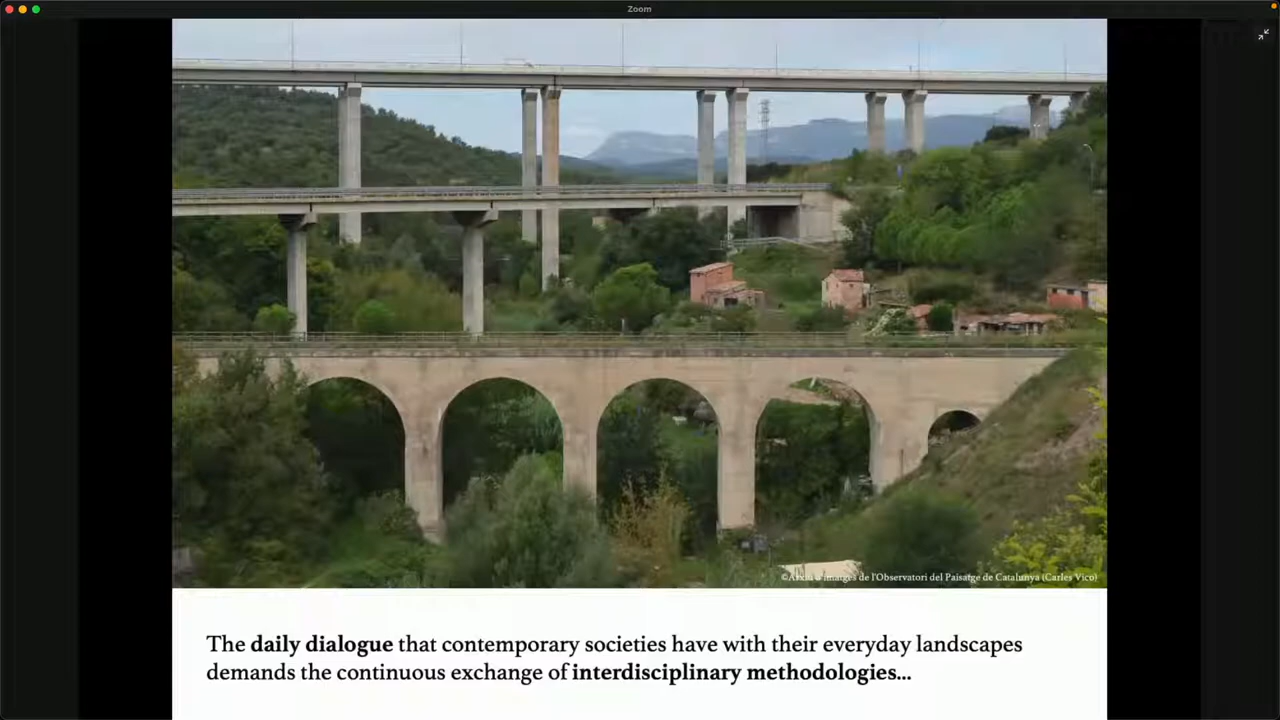 Zoom
©Arxiu d'Imatges de l'Observatori del Paisatge de Catalunya (Carles Vico)
The daily dialogue that contemporary societies have with their everyday landscapes
demands the continuous exchange of interdisciplinary methodologies...